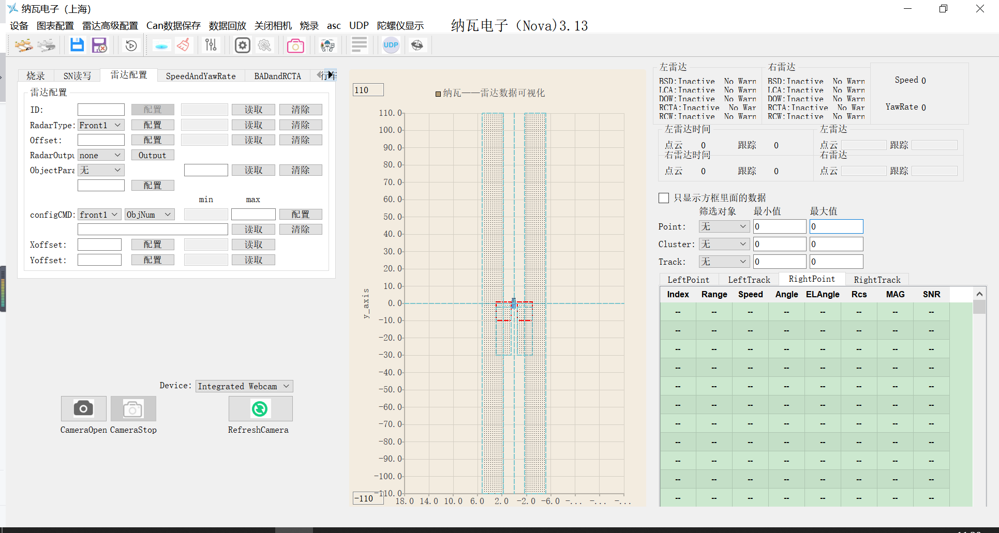 纳瓦电子（上海）
设备 图表配置 雷达高级配置 Can数据保存 数据回放 关闭相机 烧录 asc UDP 陀螺仪显示 纳瓦电子（Nova)3.13
UDP
烧录 SN读写 雷达配置 SpeedAndYawRate BADandRCTA 行车
雷达配置
ID: 配置 读取 清除
RadarType: Front1 配置 读取 清除
Offset: 配置 读取 清除
RadarOutpu none Output
ObjectPara 无 读取 清除
配置
min max
configCMD: front1 ObjNum 配置
读取 清除
Xoffset: 配置 读取
Yoffset: 配置 读取
Device: Integrated Webcam
CameraOpen CameraStop RefreshCamera
110
纳瓦——雷达数据可视化
110.0
100.0
90.0
80.0
70.0
60.0
50.0
40.0
30.0
20.0
10.0
0.0
-10.0
-20.0
-30.0
-40.0
-50.0
-60.0
-70.0
-80.0
-90.0
-100.0
-110.0
y_axis
-110
18.0 14.0 10.0 6.0 2.0 -2.0 -6.0 -... -... -...
左雷达
BSD:Inactive No Warn
LCA:Inactive No Warn
DOW:Inactive No Warn
RCTA:Inactive No War
RCW:Inactive No Warn
右雷达
BSD:Inactive No Warn
LCA:Inactive No Warn
DOW:Inactive No Warn
RCTA:Inactive No War
RCW:Inactive No Warn
Speed 0
YawRate 0
左雷达时间
点云 0 跟踪 0
右雷达时间
点云 0 跟踪 0
左雷达
点云 跟踪
右雷达
点云 跟踪
只显示方框里面的数据
筛选对象 最小值 最大值
Point: 无 0 0
Cluster: 无 0 0
Track: 无 0 0
LeftPoint LeftTrack RightPoint RightTrack
Index Range Speed Angle ELAngle Rcs MAG SNR
-- -- -- -- -- -- -- --
-- -- -- -- -- -- -- --
-- -- -- -- -- -- -- --
-- -- -- -- -- -- -- --
-- -- -- -- -- -- -- --
-- -- -- -- -- -- -- --
-- -- -- -- -- -- -- --
-- -- -- -- -- -- -- --
-- -- -- -- -- -- -- --
-- -- -- -- -- -- -- --
-- -- -- -- -- -- -- --